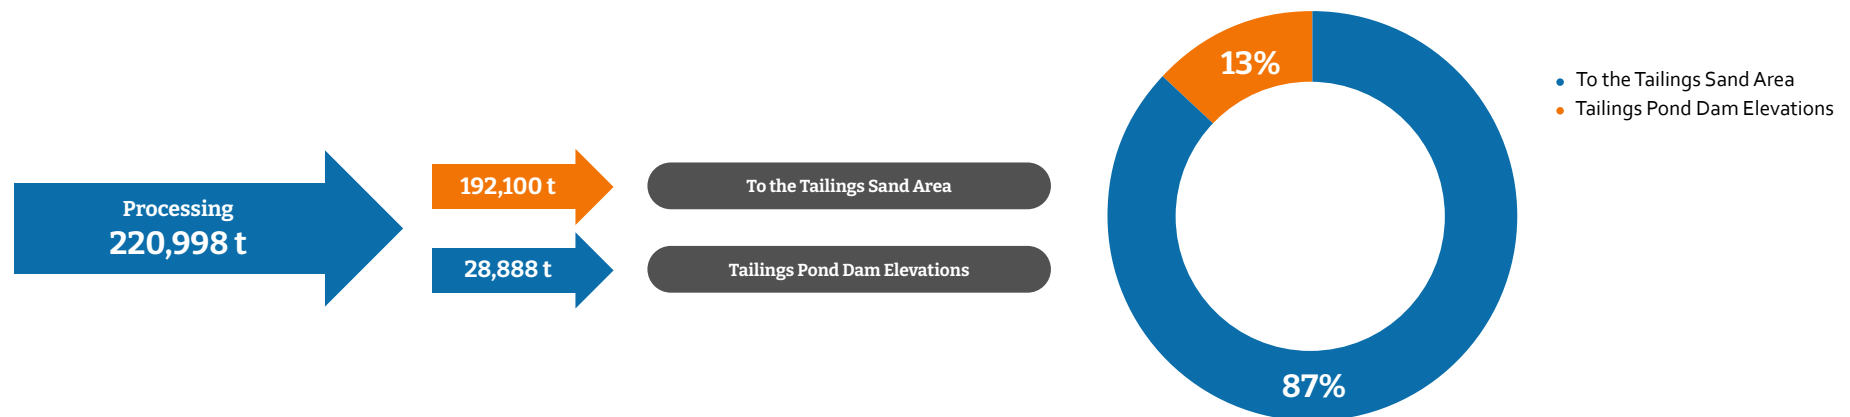 Processing
220,998 t
192,100 t
To the Tailings Sand Area
28,888 t
Tailings Pond Dam Elevations
13%
87%
To the Tailings Sand Area
Tailings Pond Dam Elevations